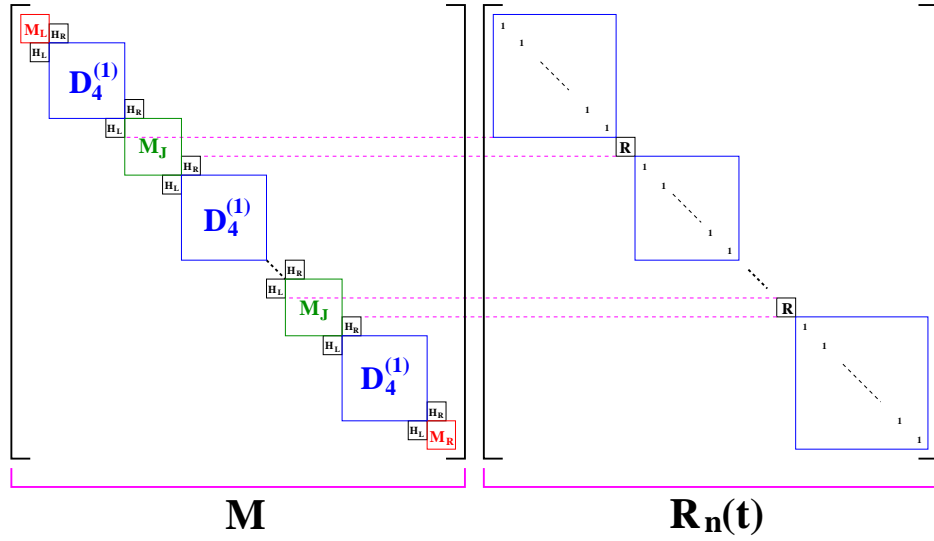 M_L H_R 1
H_L 1
D_4^(1)
H_R 1
H_L 1
M_J R
H_R 1
H_L 1
D_4^(1)
1
1
H_R
H_L
M_J R
H_R 1
H_L 1
D_4^(1)
H_R 1
H_L M_R 1
M R_n(t)